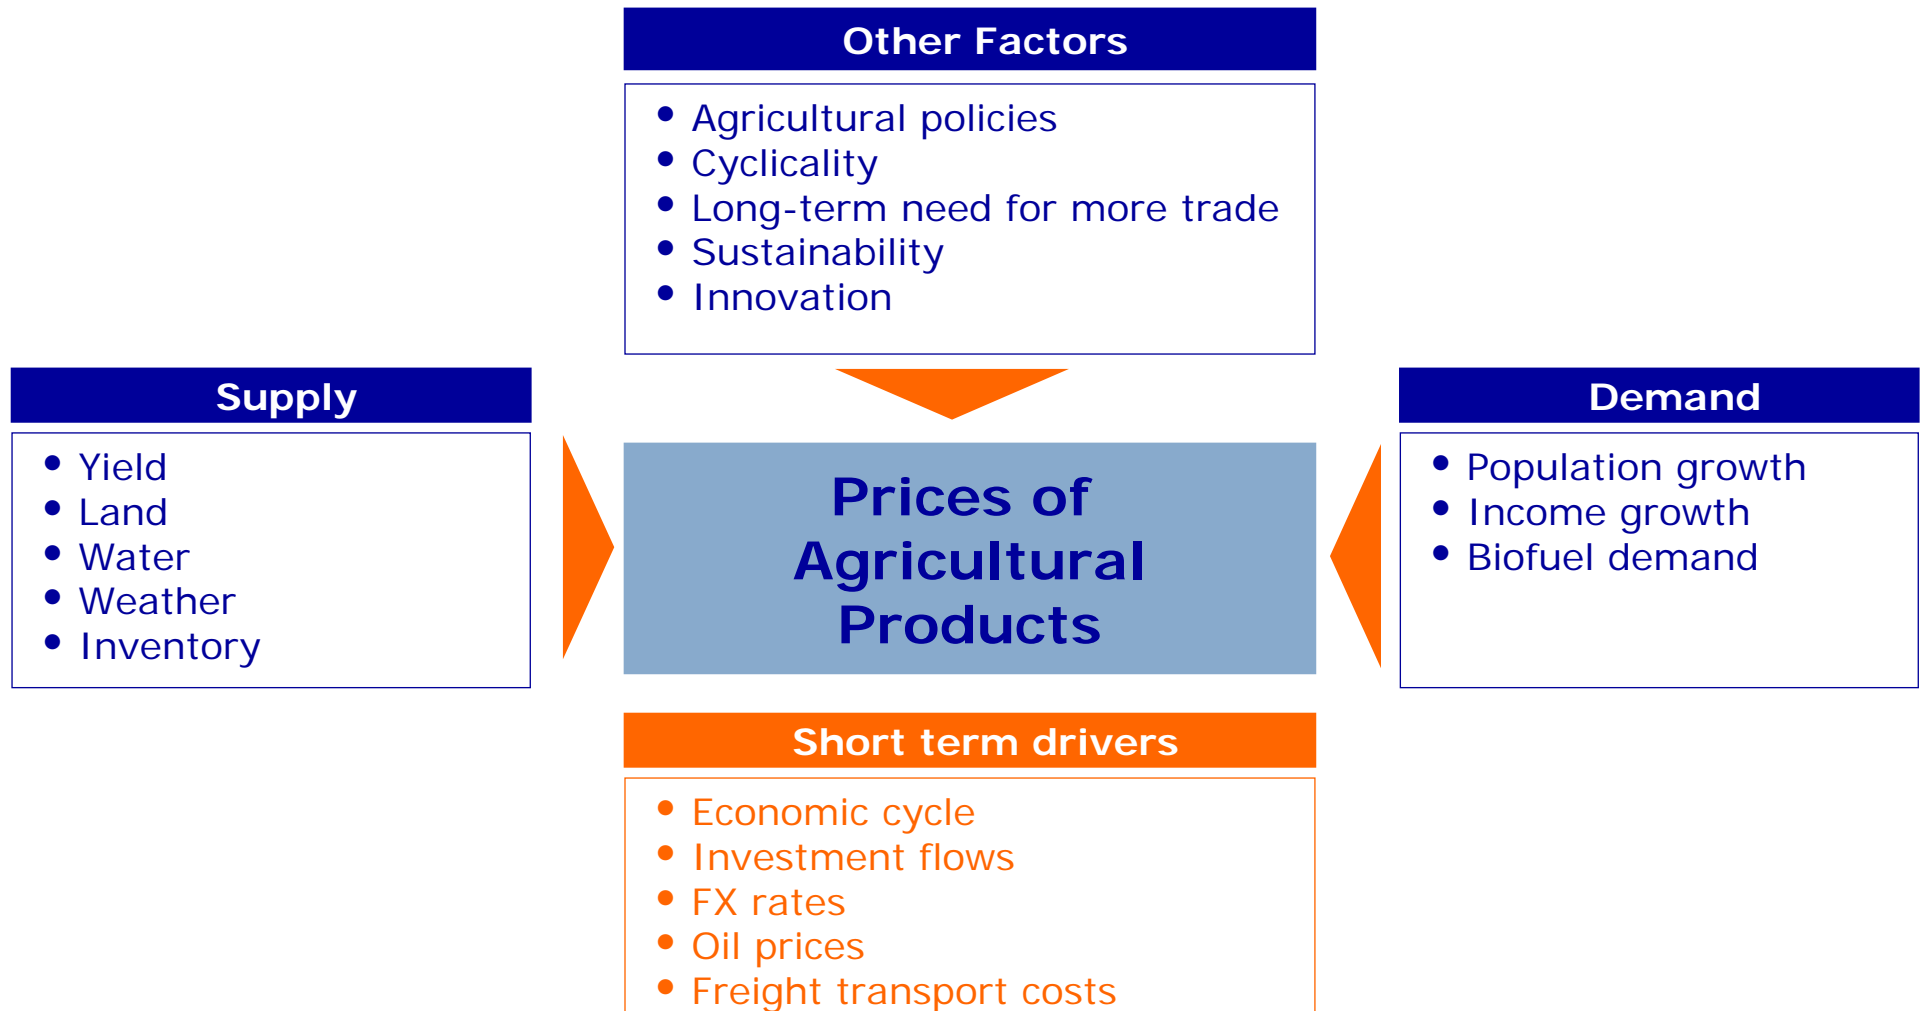 Other Factors
• Agricultural policies
• Cyclicality
• Long-term need for more trade
• Sustainability
• Innovation
Supply
• Yield
• Land
• Water
• Weather
• Inventory
Prices of
Agricultural
Products
Demand
• Population growth
• Income growth
• Biofuel demand
Short term drivers
• Economic cycle
• Investment flows
• FX rates
• Oil prices
• Freight transport costs